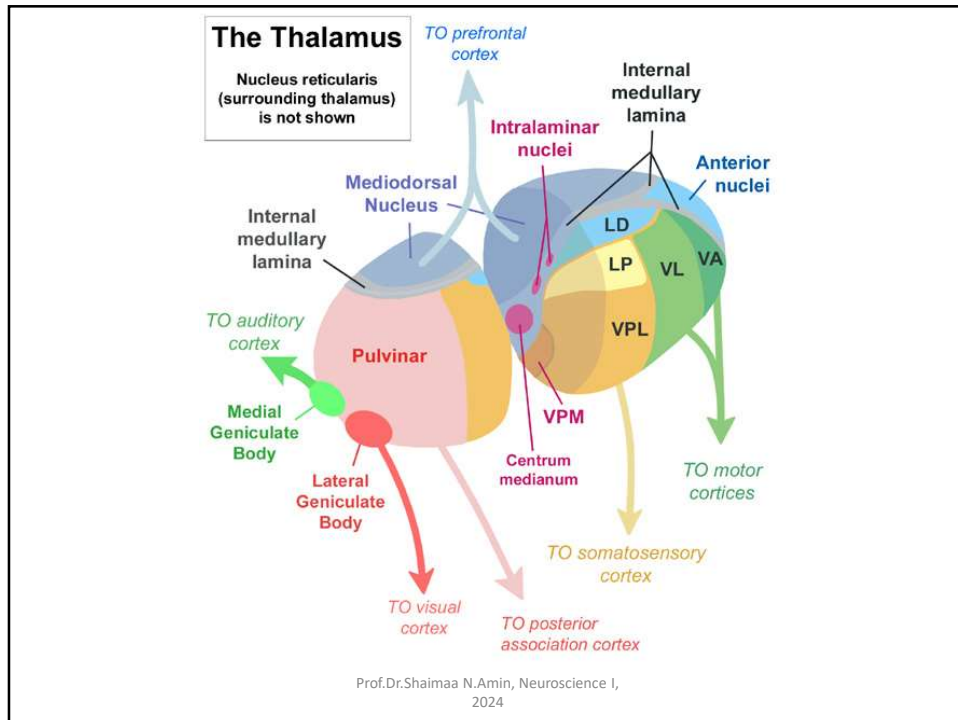 The Thalamus
Nucleus reticularis
(surrounding thalamus)
is not shown
TO prefrontal
cortex
Internal
medullary
lamina
Intralaminar
nuclei
Anterior
nuclei
Mediodorsal
Nucleus
Internal
medullary
lamina
LD
LP
VL
VA
VPL
TO auditory
cortex
Pulvinar
VPM
Medial
Geniculate
Body
Centrum
medianum
Lateral
Geniculate
Body
TO motor
cortices
TO somatosensory
cortex
TO visual
cortex
TO posterior
association cortex
Prof.Dr.Shaimaa N.Amin, Neuroscience I,
2024